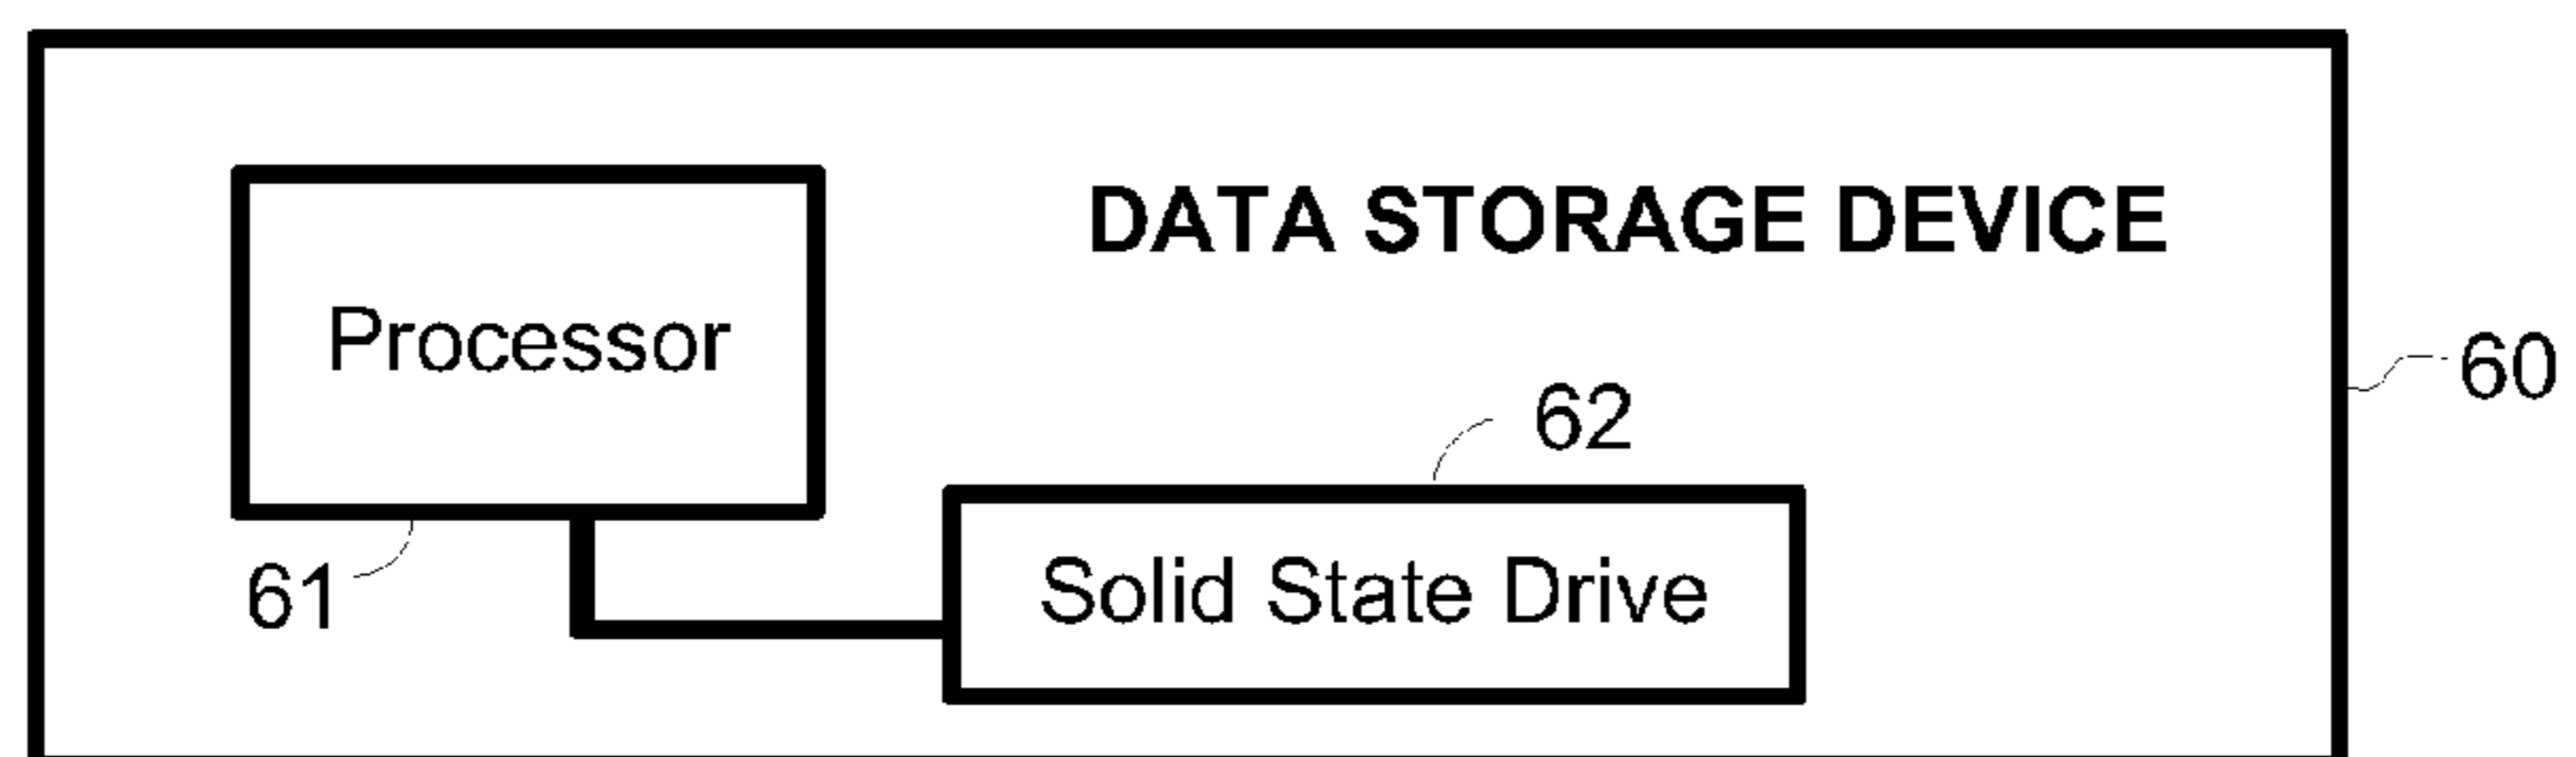 DATA STORAGE DEVICE
Processor
60
62
61
Solid State Drive